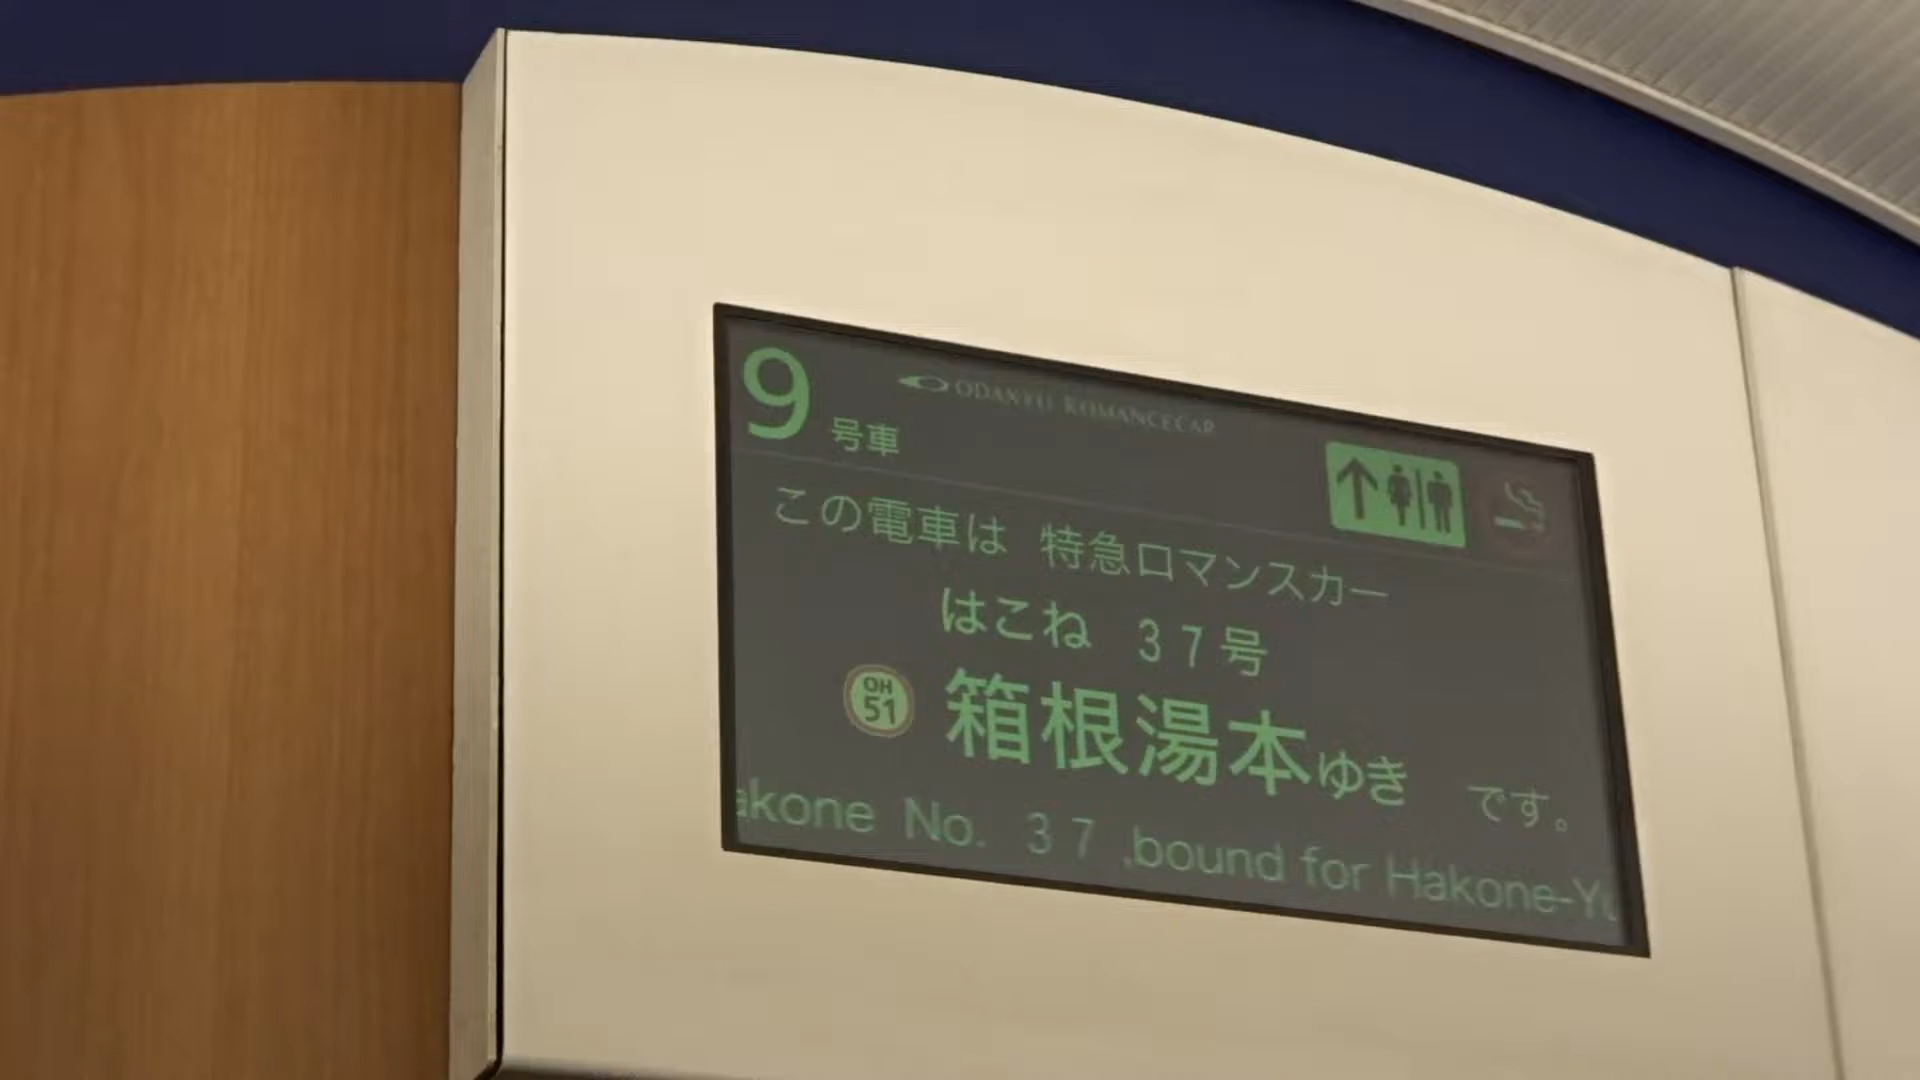 9号車
ODAKYU ROMANCECAR
この電車は 特急ロマンスカー
はこね 37号
OH
51
箱根湯本ゆき です。
akone No. 37 .bound for Hakone-Yu